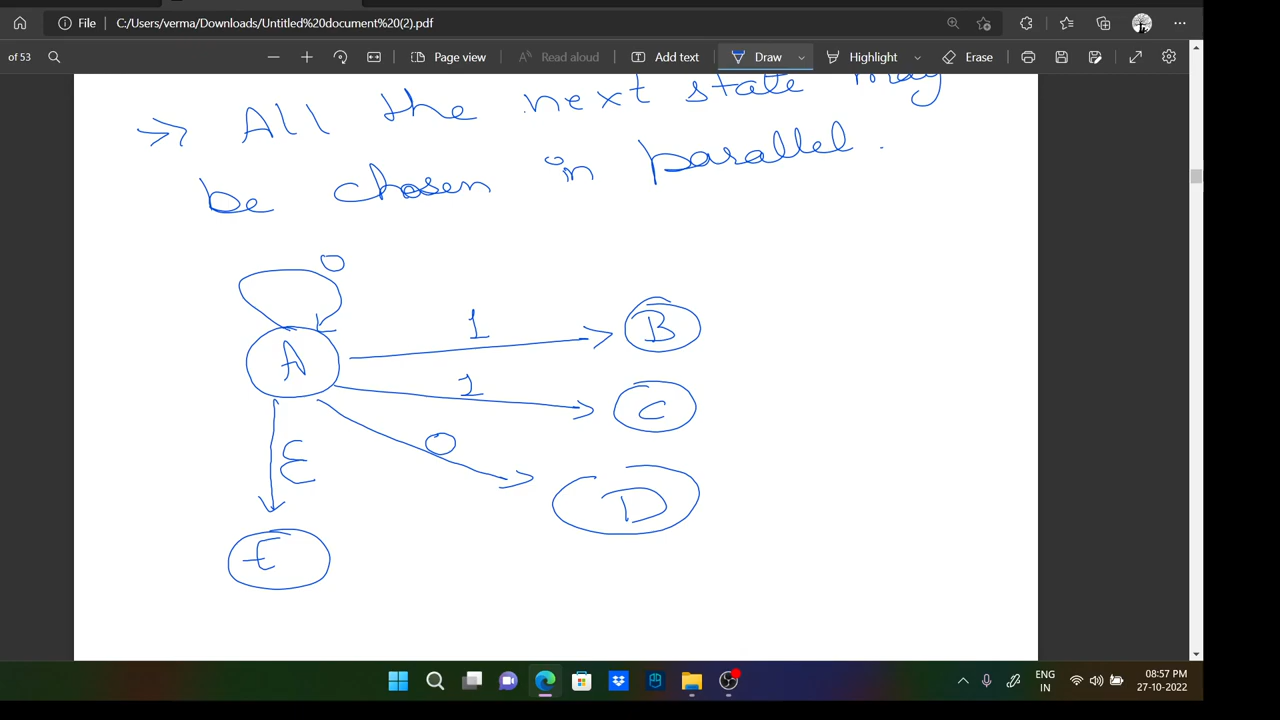 File C:/Users/verma/Downloads/Untitled%20document%20(2).pdf
of 53 Page view Read aloud Add text Draw Highlight Erase
→ All the next state may
be chosen in parallel.
0
1
B
A
1
C
0
ε
D
E
ENG
IN
08:57 PM
27-10-2022